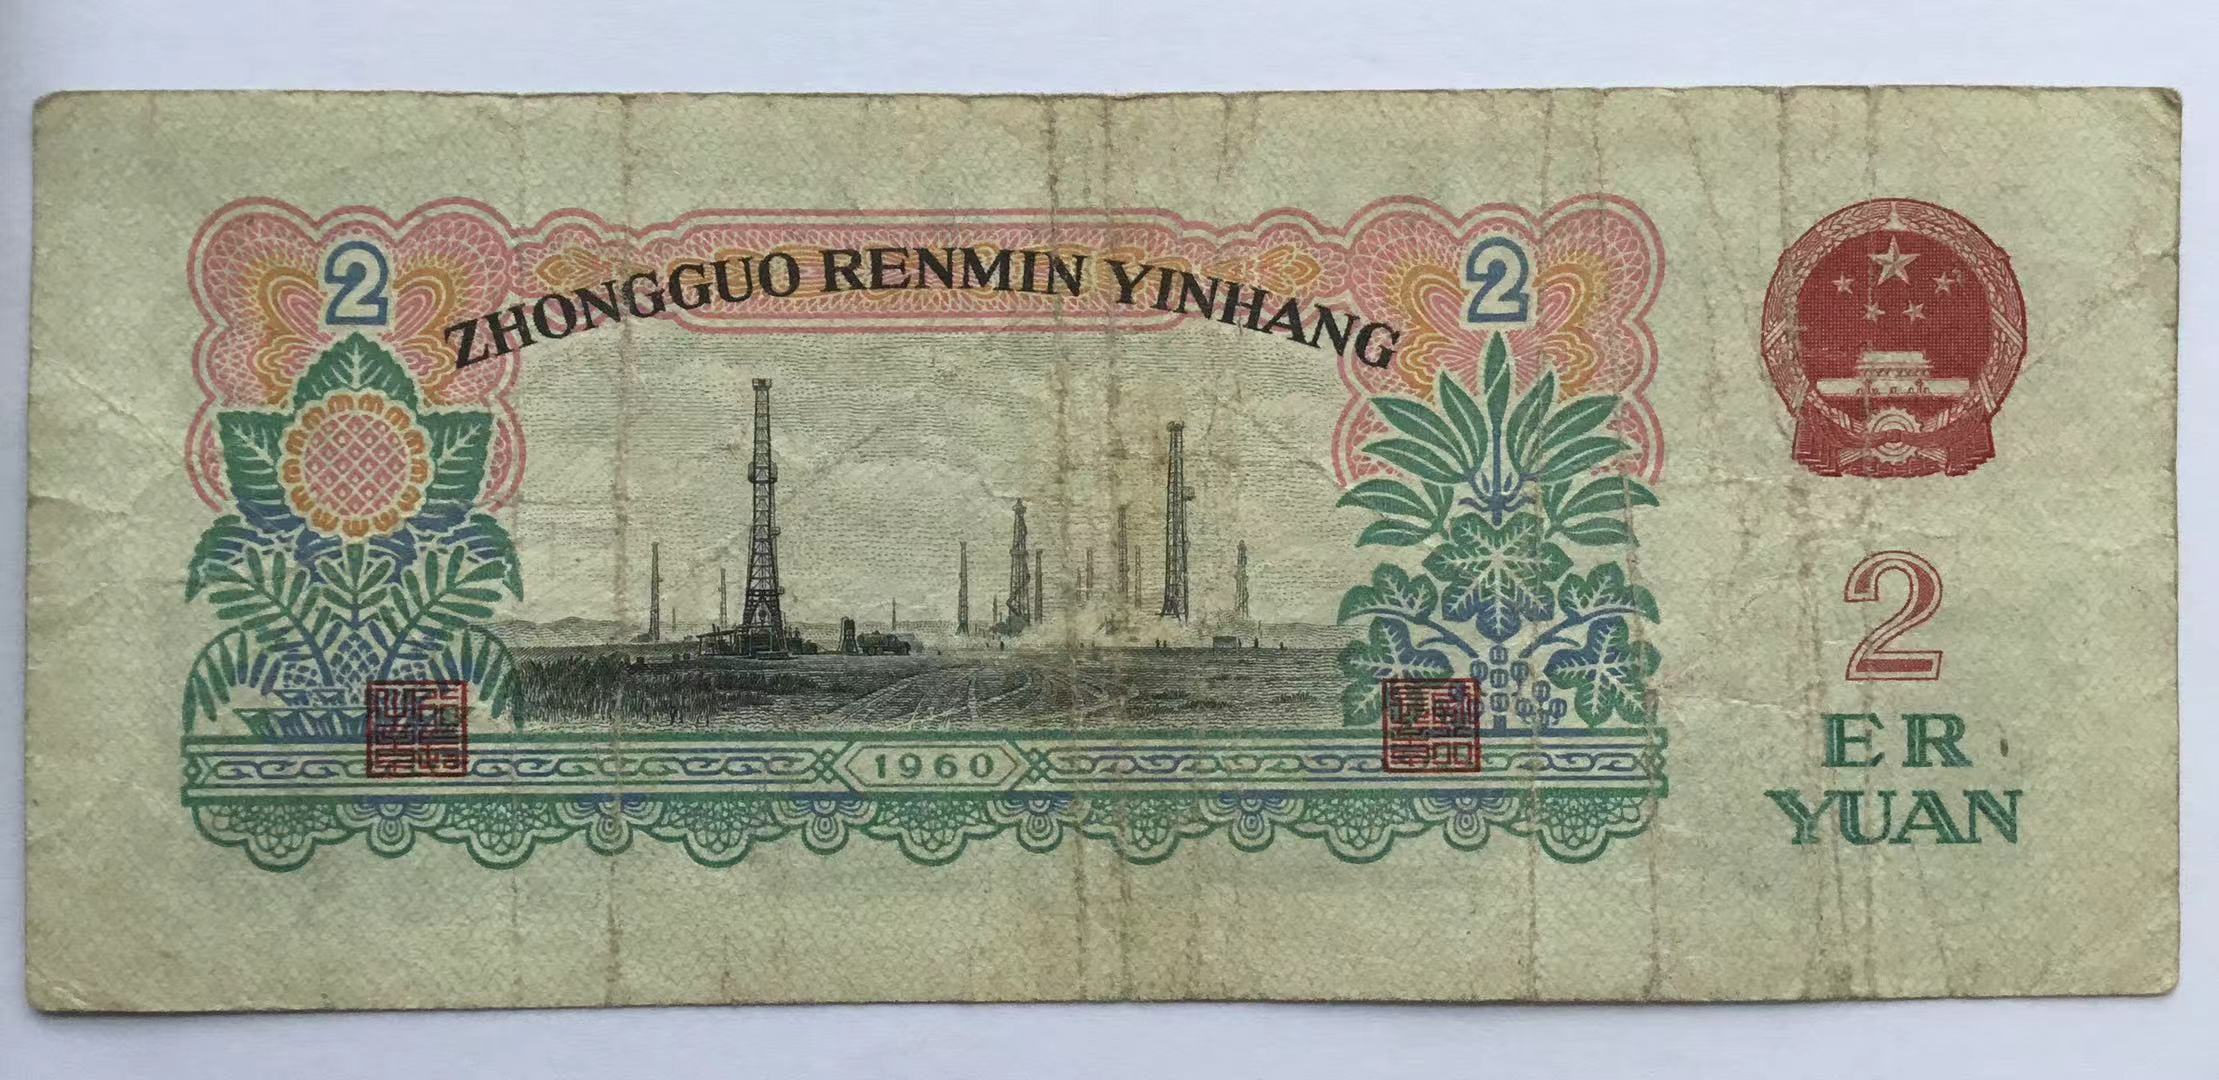 ZHONGGUO RENMIN YINHANG
2
2
2
ER
YUAN
1960